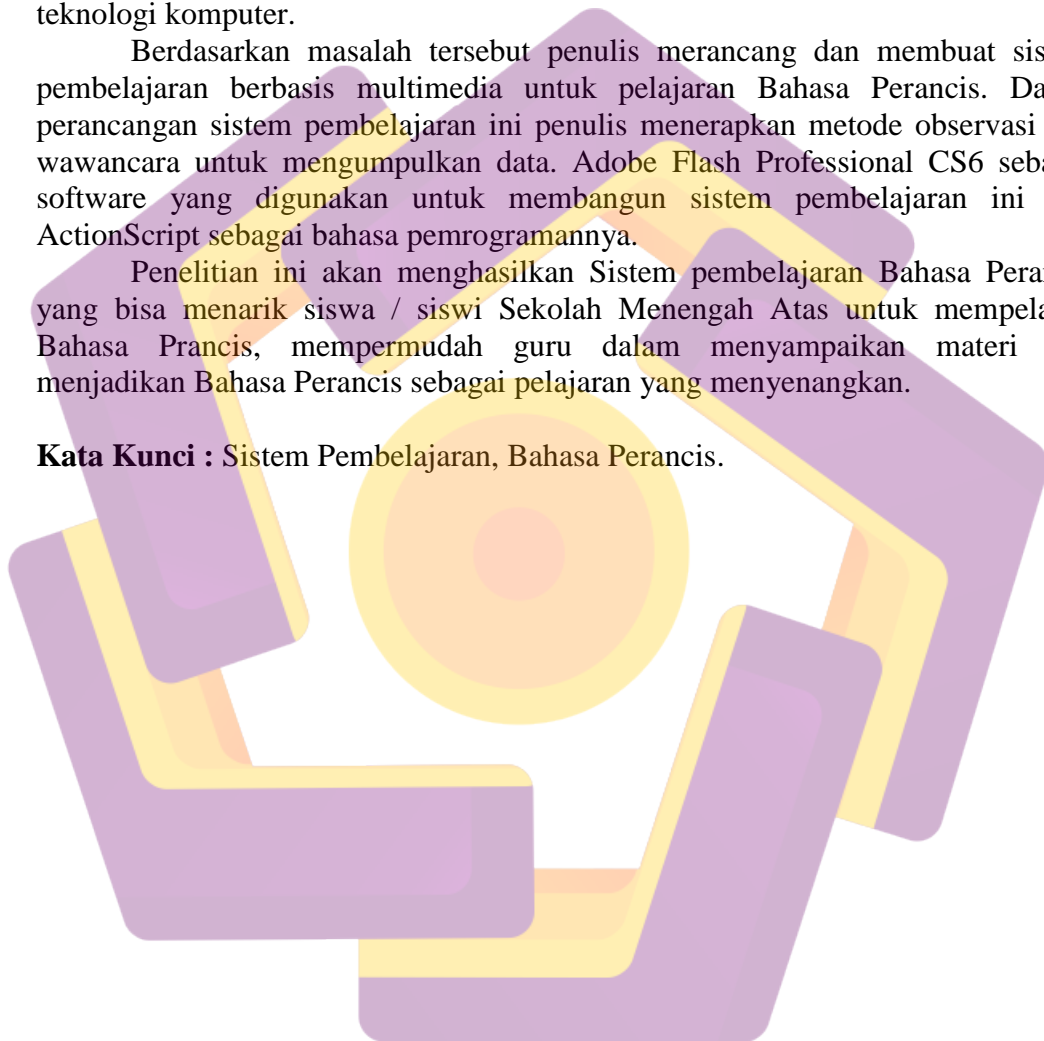 teknologi komputer.
Berdasarkan masalah tersebut penulis merancang dan membuat sis
pembelajaran berbasis multimedia untuk pelajaran Bahasa Perancis. Da
perancangan sistem pembelajaran ini penulis menerapkan metode observasi
wawancara untuk mengumpulkan data. Adobe Flash Professional CS6 seba
software yang digunakan untuk membangun sistem pembelajaran ini
ActionScript sebagai bahasa pemrogramannya.
Penelitian ini akan menghasilkan Sistem pembelajaran Bahasa Peran
yang bisa menarik siswa / siswi Sekolah Menengah Atas untuk mempela
Bahasa Prancis, mempermudah guru dalam menyampaikan materi
menjadikan Bahasa Perancis sebagai pelajaran yang menyenangkan.
Kata Kunci : Sistem Pembelajaran, Bahasa Perancis.